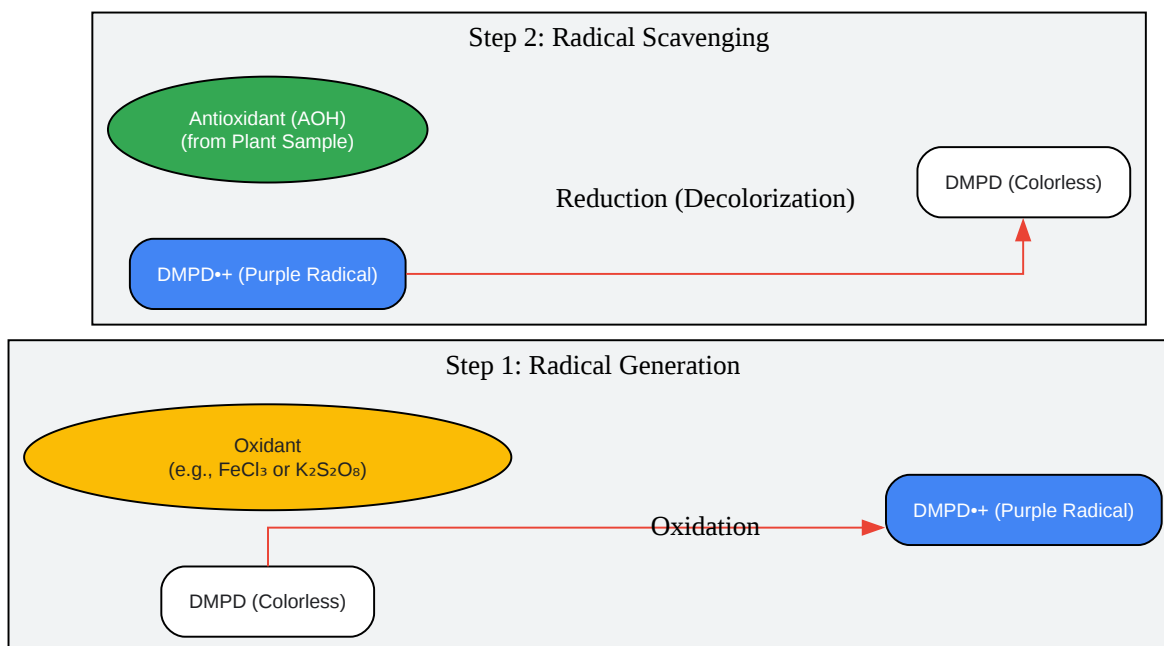 Step 2: Radical Scavenging
Antioxidant (AOH)
(from Plant Sample)
DMPD (Colorless)
Reduction (Decolorization)
DMPD•+ (Purple Radical)
Step 1: Radical Generation
Oxidant
(e.g., FeCl₃ or K₂S₂O₈)
DMPD•+ (Purple Radical)
Oxidation
DMPD (Colorless)